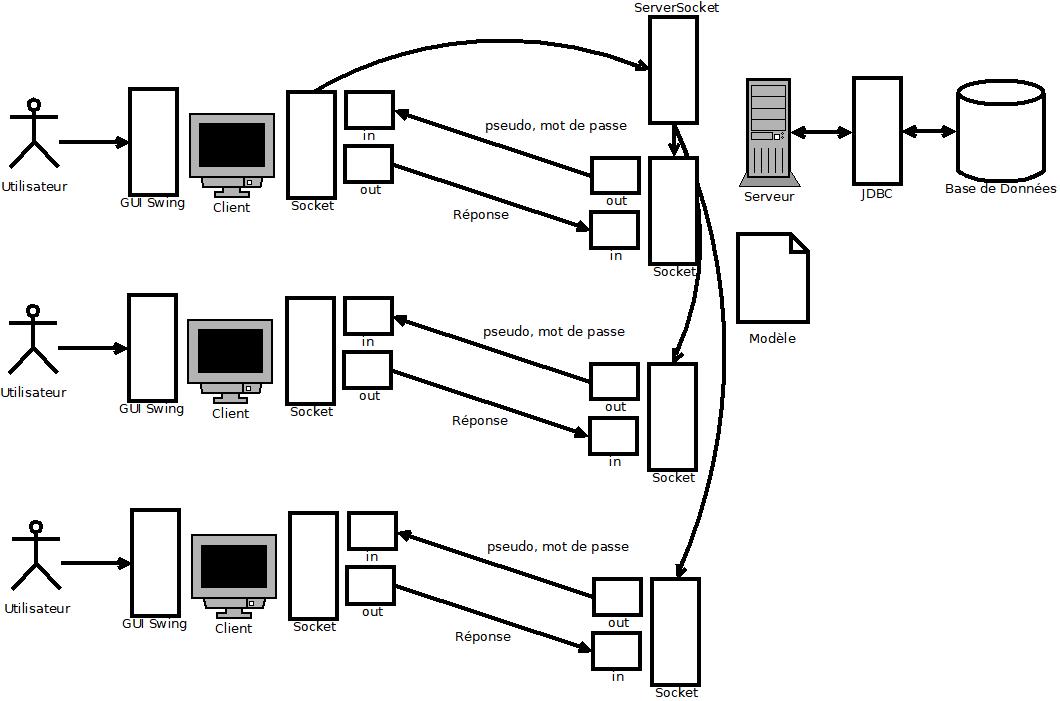 ServerSocket
in
pseudo, mot de passe
out
Réponse
out
in
Utilisateur
GUI Swing
Client
Socket
Socket
Serveur
JDBC
Base de Données
Modèle
in
pseudo, mot de passe
out
Réponse
out
in
Utilisateur
GUI Swing
Client
Socket
Socket
in
pseudo, mot de passe
out
Réponse
out
in
Utilisateur
GUI Swing
Client
Socket
Socket